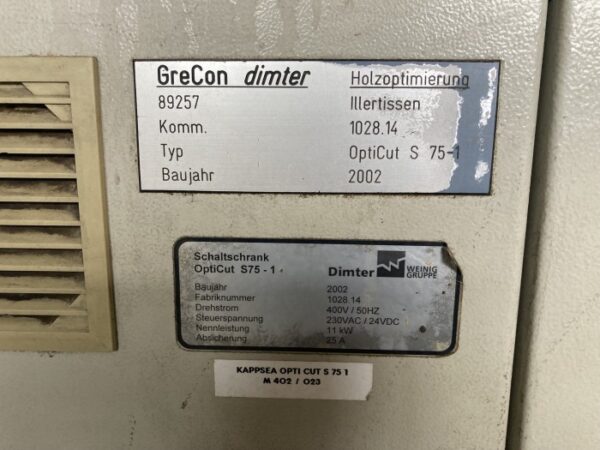 GreCon dimter Holzoptimierung
89257 Illertissen
Komm. 1028.14
Typ OptiCut S 75-1
Baujahr 2002
Schaltschrank
OptiCut S75 - 1
Dimter WEINIG GRUPPE
Baujahr 2002
Fabriknummer 1028 14
Drehstrom 400V / 50HZ
Steuerspannung 230VAC / 24VDC
Nennleistung 11 kW
Absicherung 25 A
KAPPSEA OPTI CUT S 75 1
M 402 / 023